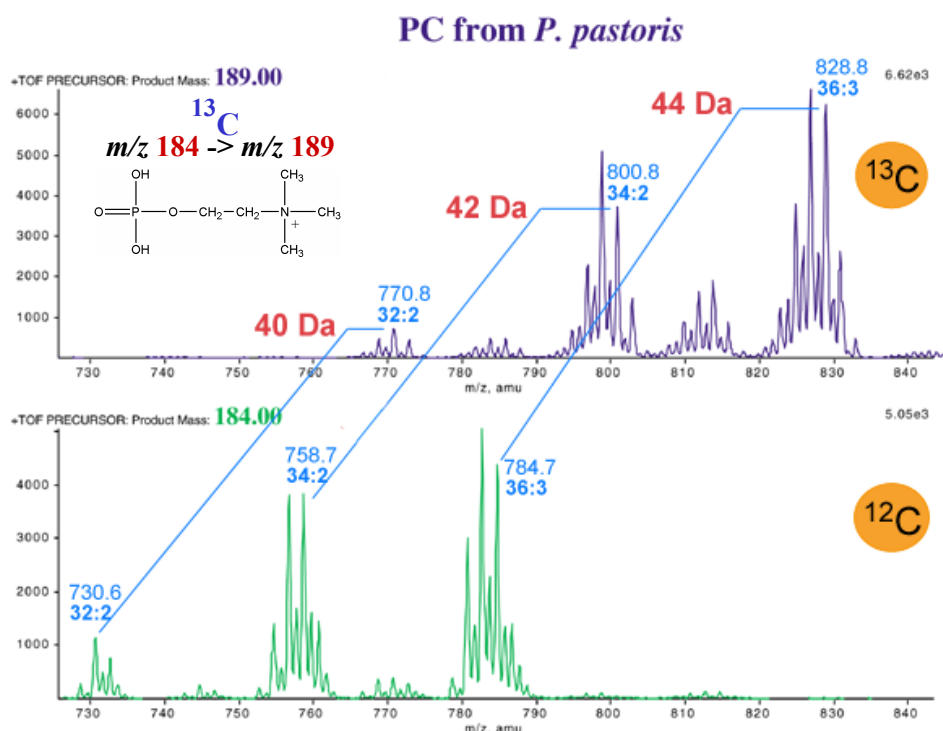 PC from P. pastoris
+TOF PRECURSOR: Product Mass: 189.00
6.62e3
13C
m/z 184 -> m/z 189
OH
O
P
O
CH2
CH2
N
+
CH3
CH3
CH3
OH
828.8
36:3
44 Da
13C
800.8
34:2
42 Da
770.8
32:2
40 Da
6000
5000
4000
3000
2000
1000
730 740 750 760 770 780 790 800 810 820 830 840
m/z, amu
+TOF PRECURSOR: Product Mass: 184.00
5.05e3
758.7
34:2
784.7
36:3
12C
730.6
32:2
4000
3000
2000
1000
730 740 750 760 770 780 790 800 810 820 830 840
m/z, amu